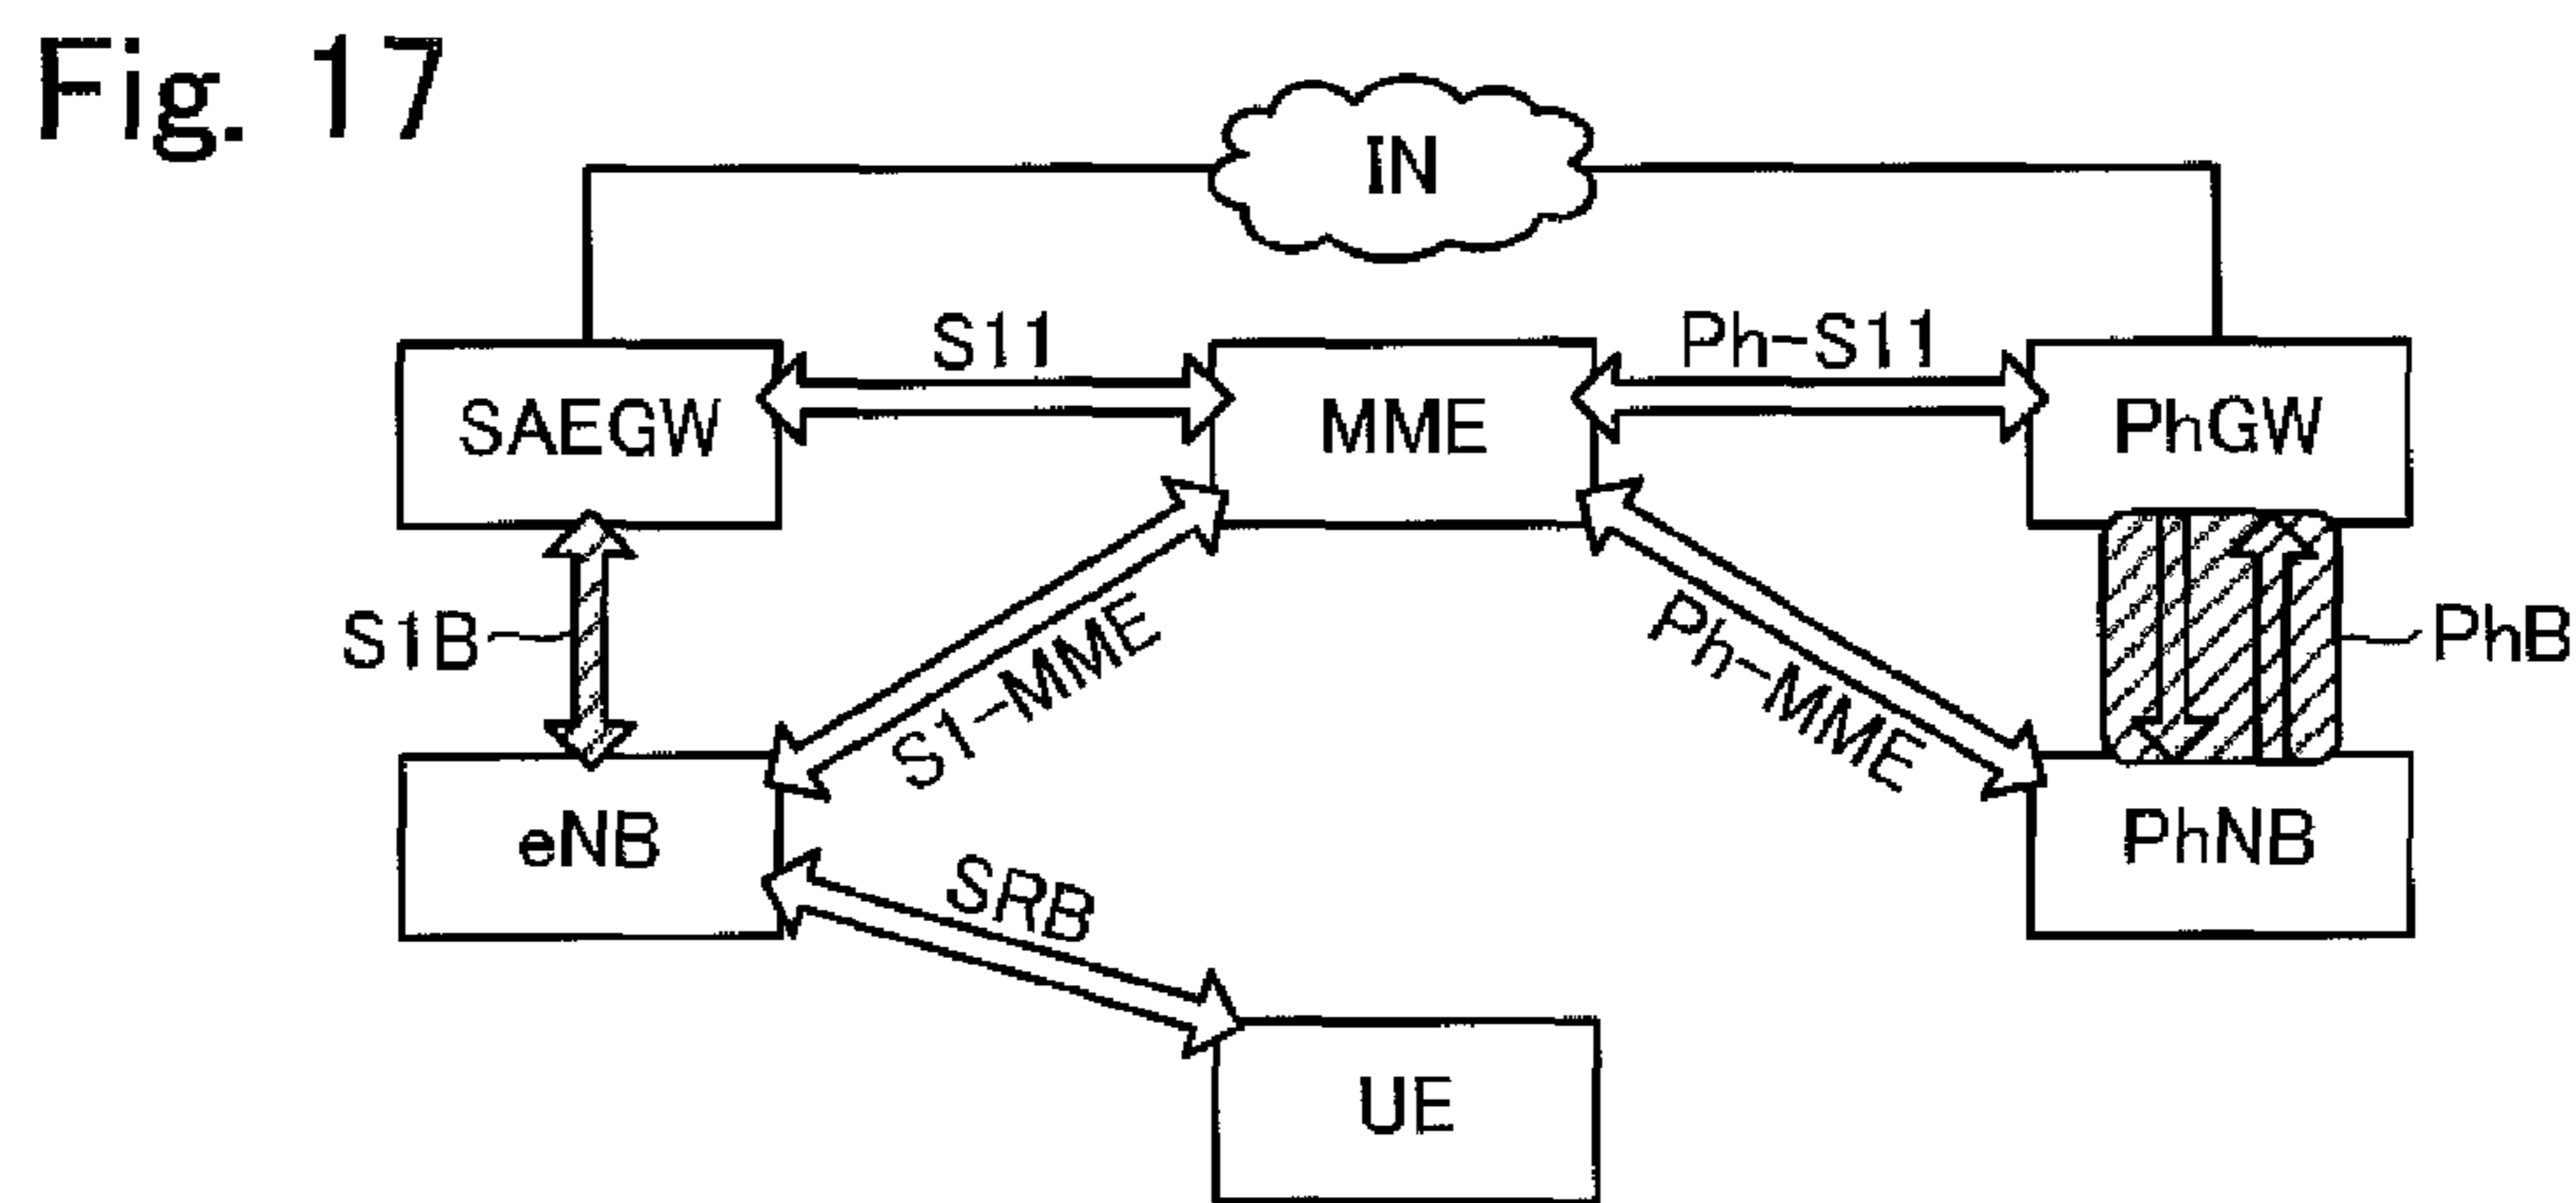 Fig. 17
IN
S11
Ph-S11
SAEGW
MME
PhGW
S1B
S1-MME
Ph-MME
PhB
eNB
SRB
PhNB
UE